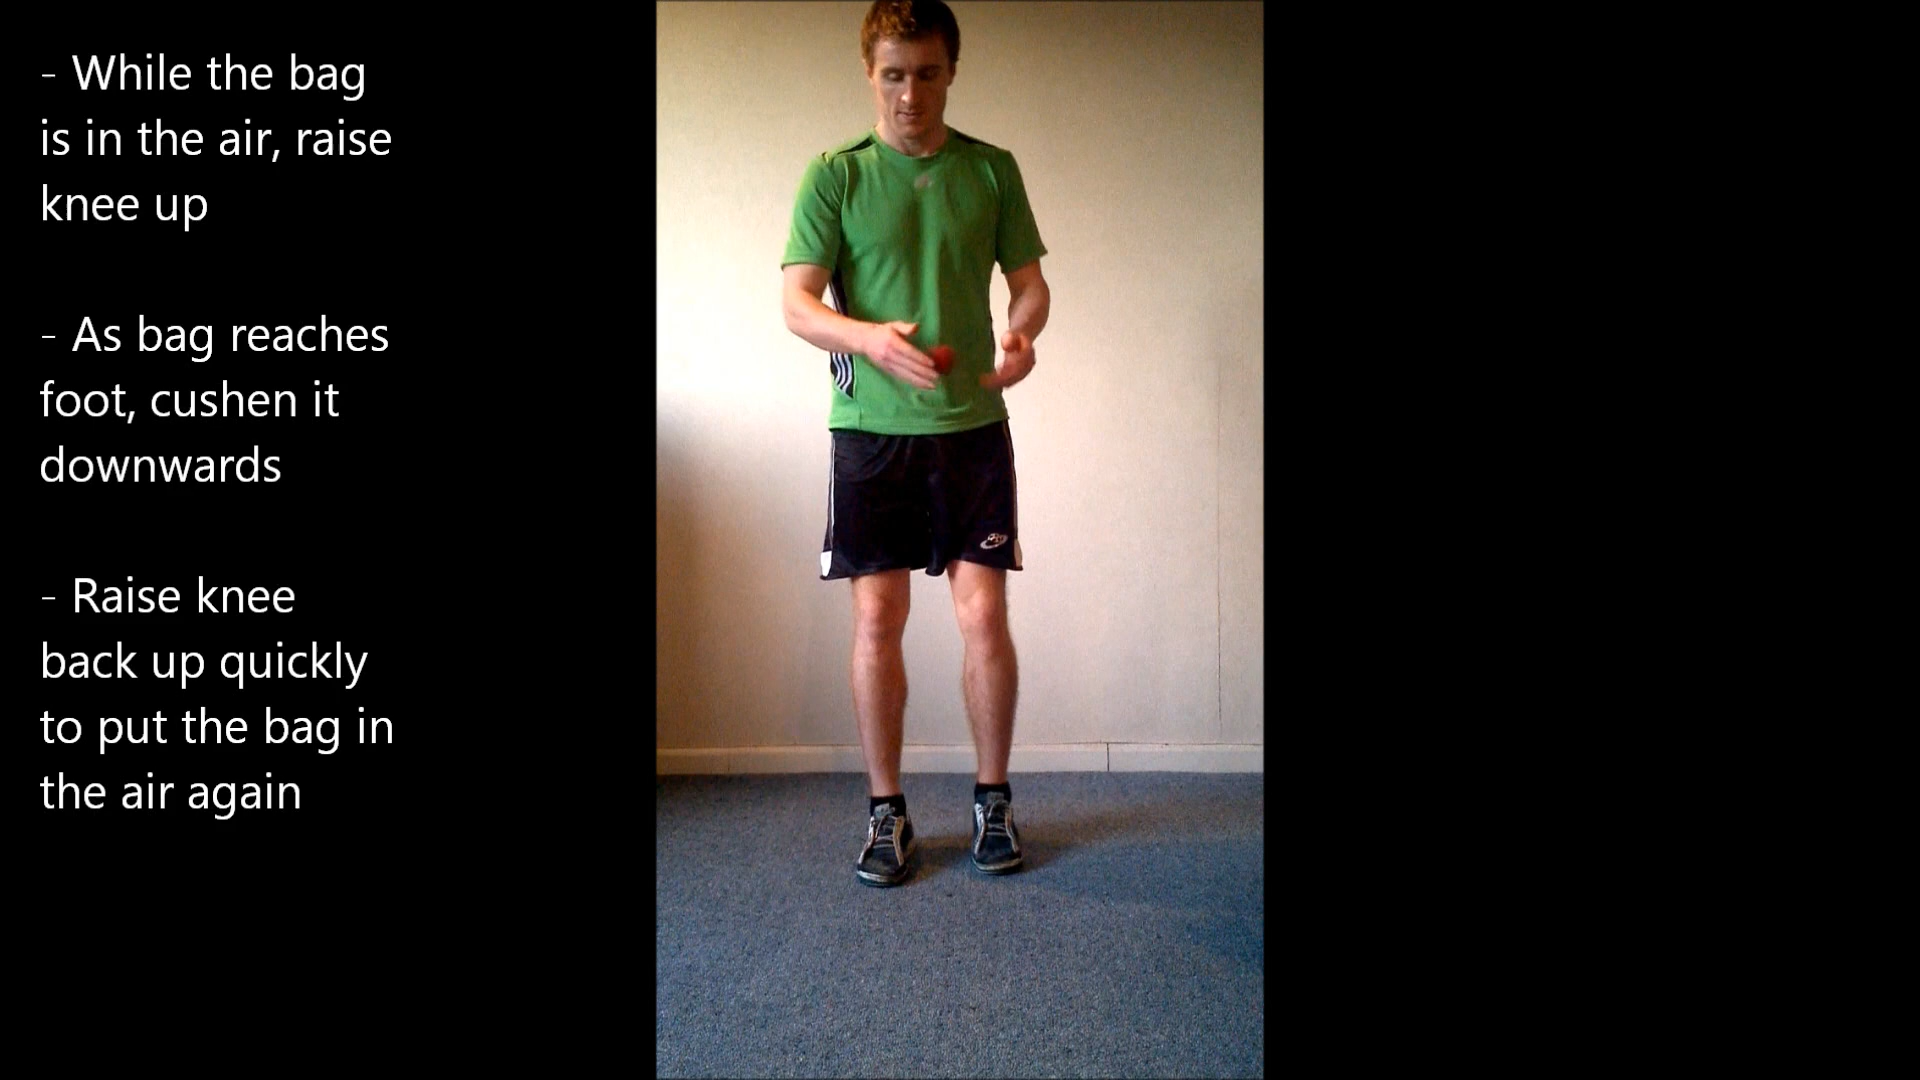 - While the bag
is in the air, raise
knee up
- As bag reaches
foot, cushen it
downwards
- Raise knee
back up quickly
to put the bag in
the air again